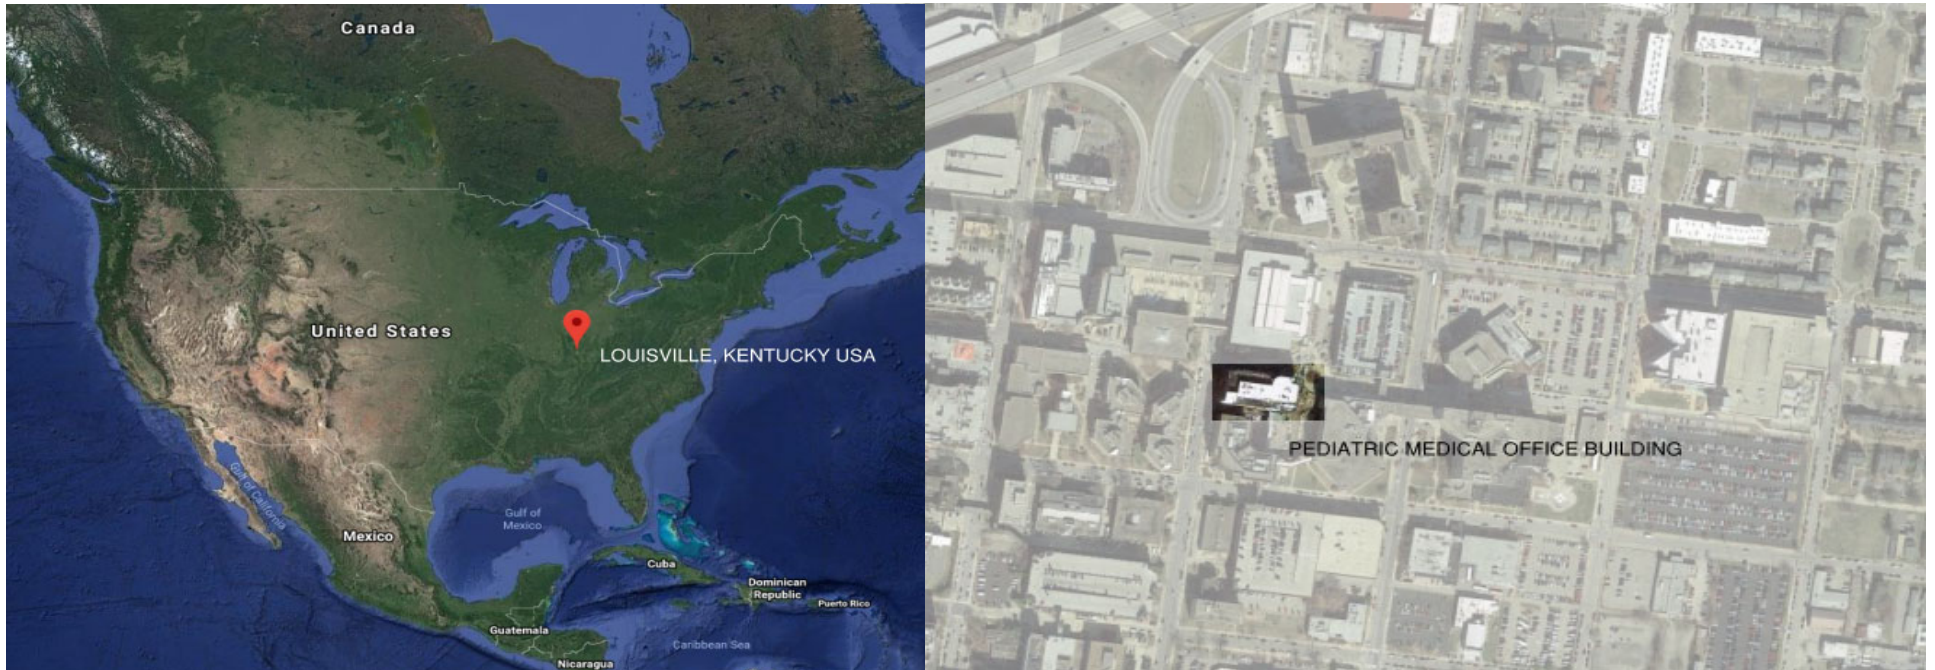 Canada
United States
LOUISVILLE, KENTUCKY USA
Gulf of California
Gulf of
Mexico
Mexico
Cuba
Dominican
Republic
Puerto Rico
Guatemala
Caribbean Sea
Nicaragua
PEDIATRIC MEDICAL OFFICE BUILDING